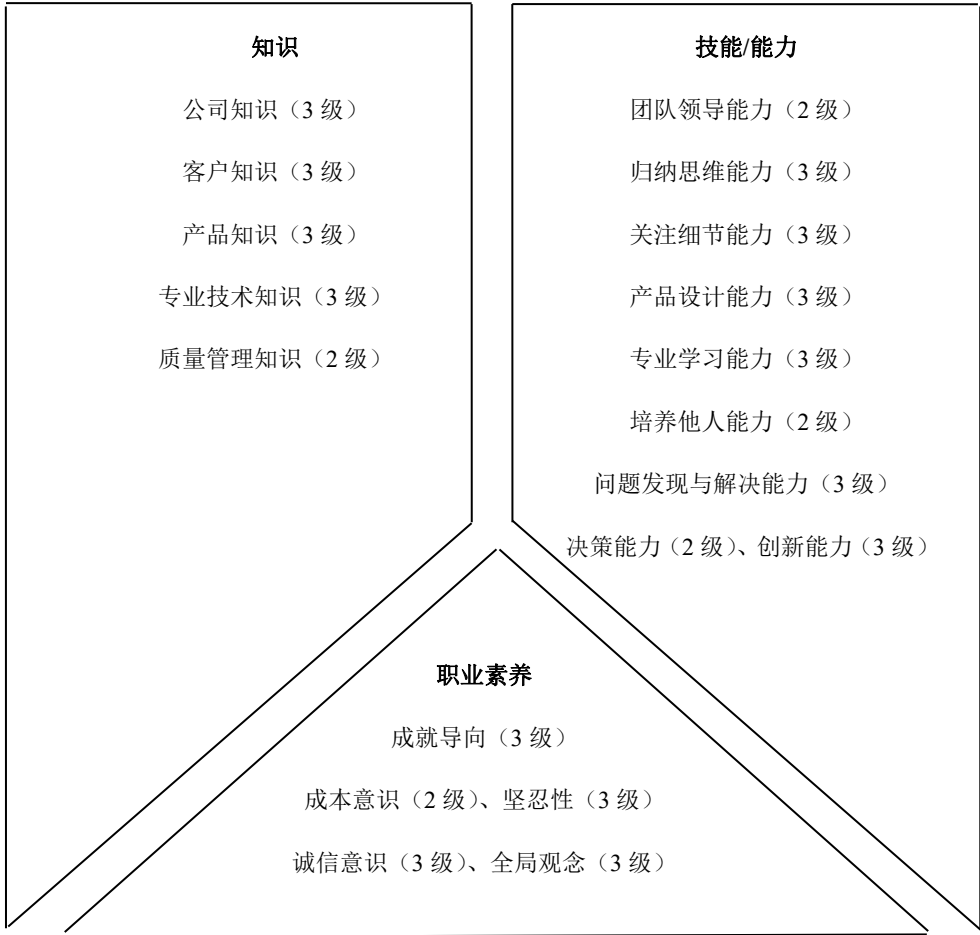 知识
公司知识（3 级）
客户知识（3 级）
产品知识（3 级）
专业技术知识（3 级）
质量管理知识（2 级）
技能/能力
团队领导能力（2 级）
归纳思维能力（3 级）
关注细节能力（3 级）
产品设计能力（3 级）
专业学习能力（3 级）
培养他人能力（2 级）
问题发现与解决能力（3 级）
决策能力（2 级）、创新能力（3 级）
职业素养
成就导向（3 级）
成本意识（2 级）、坚忍性（3 级）
诚信意识（3 级）、全局观念（3 级）